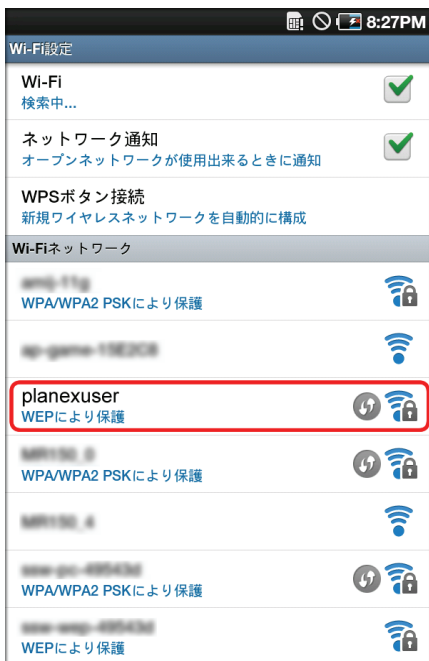 8:27PM
Wi-Fi設定
Wi-Fi
検索中...
ネットワーク通知
オープンネットワークが使用出来るときに通知
WPSボタン接続
新規ワイヤレスネットワークを自動的に構成
Wi-Fiネットワーク
WPA/WPA2 PSKにより保護
planexuser
WEPにより保護
MR150_0
WPA/WPA2 PSKにより保護
MR150_4
WPA/WPA2 PSKにより保護
WEPにより保護